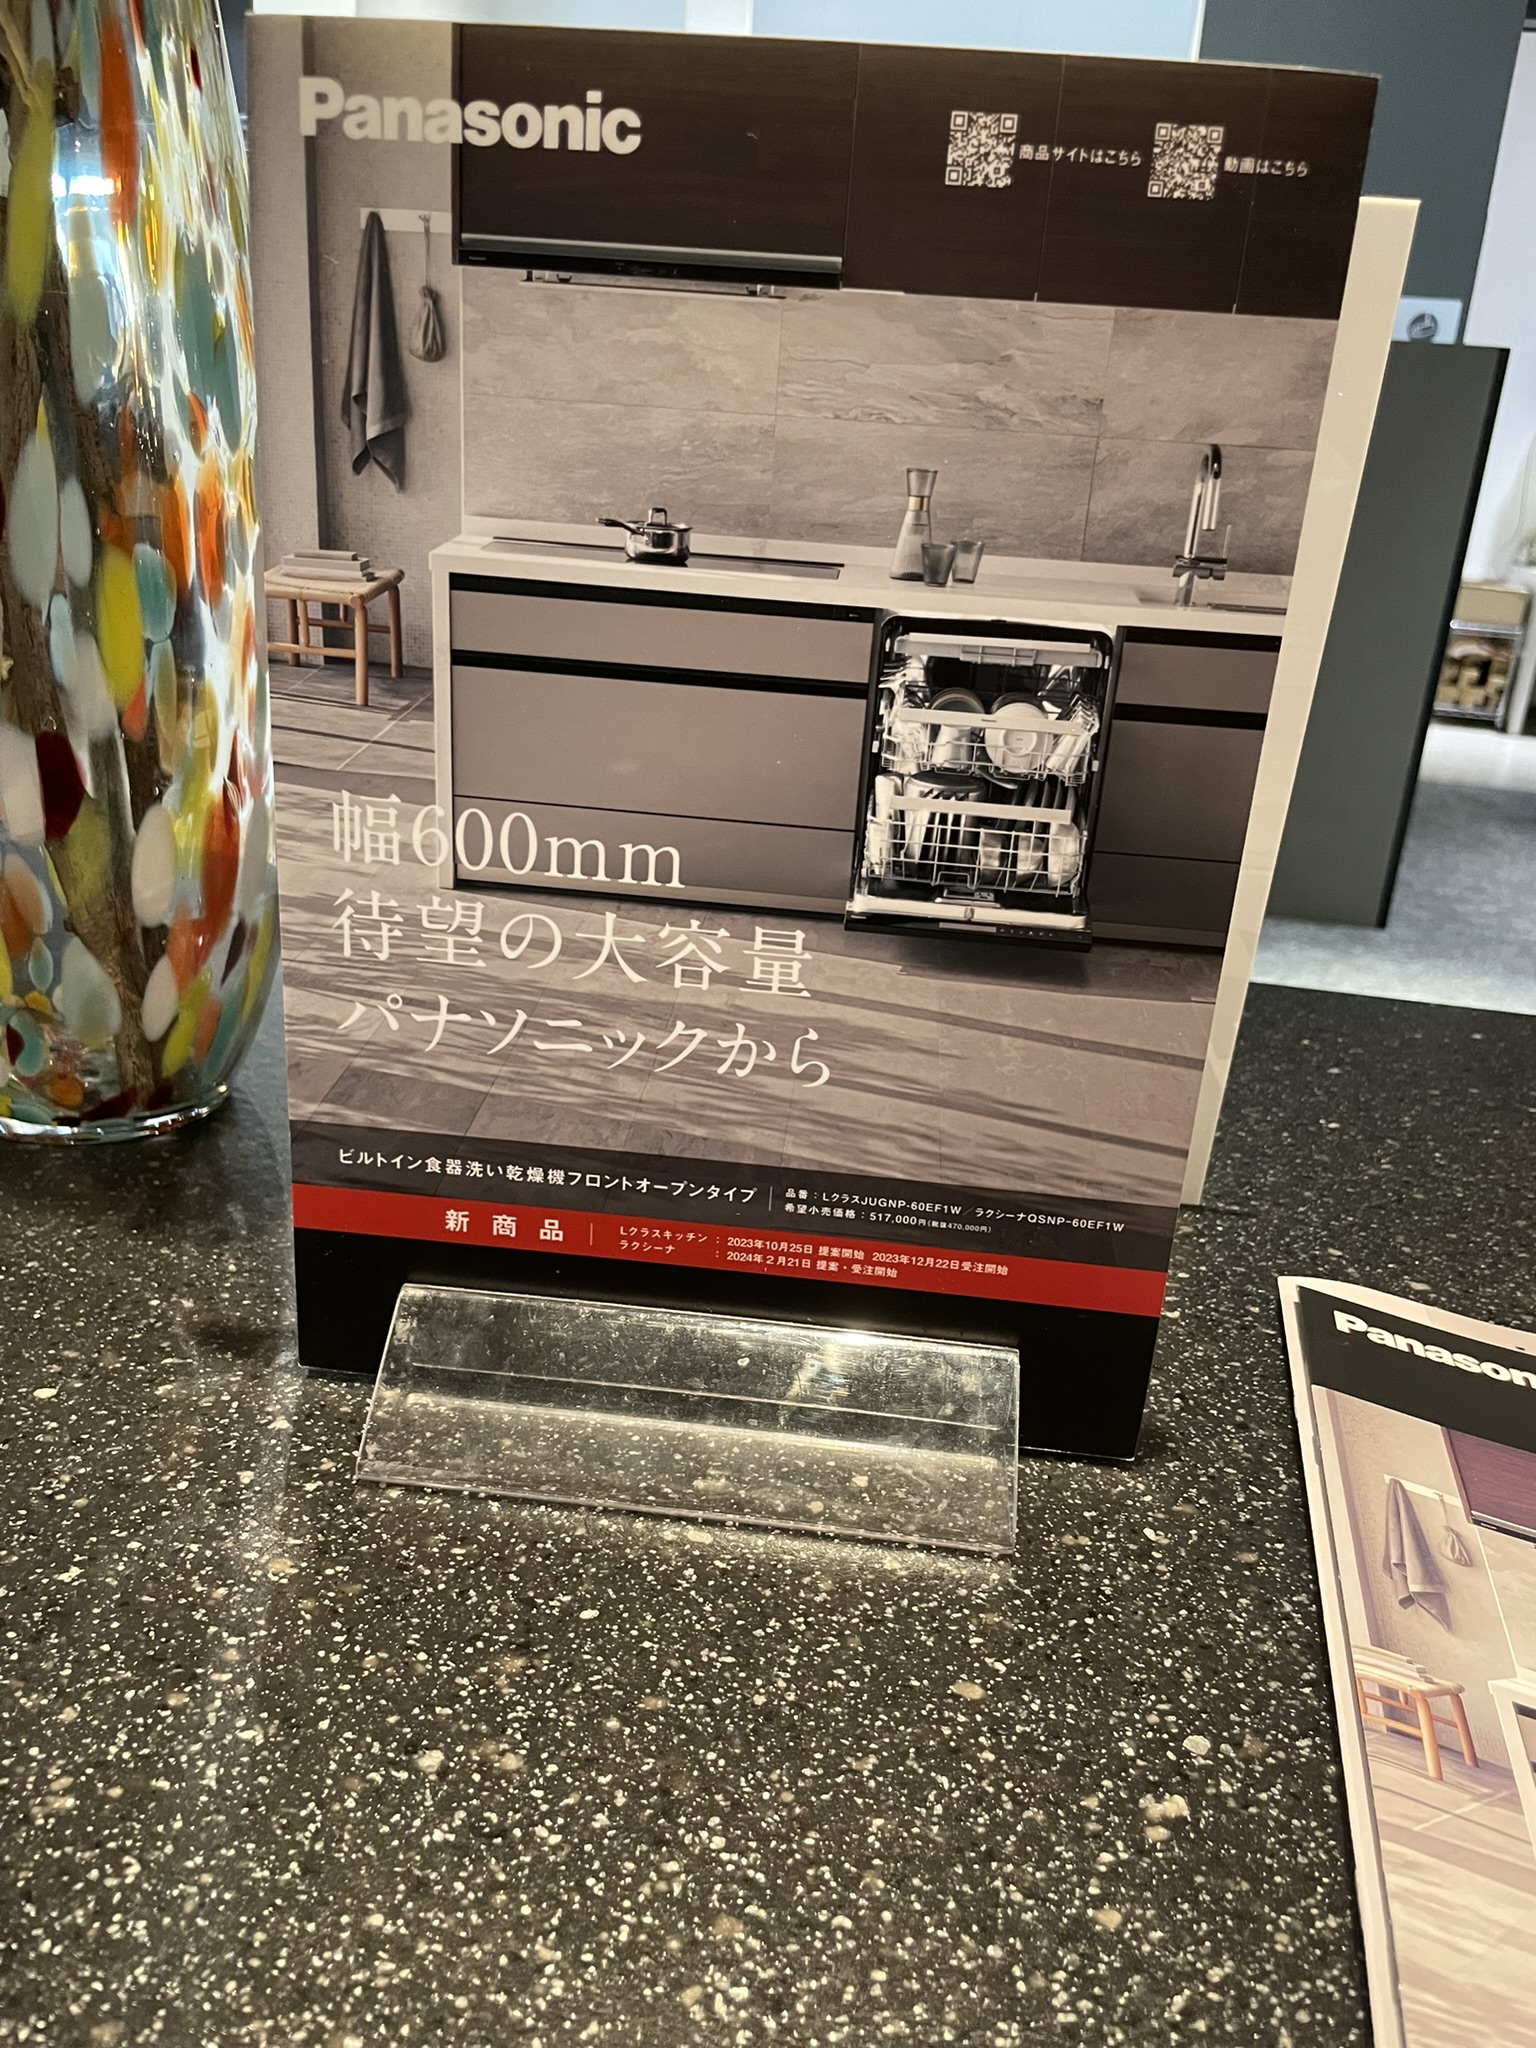 Panasonic
商品サイトはこちら
動画はこちら
幅600mm
待望の大容量
パナソニックから
ビルトイン食器洗い乾燥機フロントオープンタイプ
品番:LクラスJUGNP-60EF1W/ラクシーナQSNP-60EF1W
希望小売価格:517,000円(税抜470,000円)
新商品
Lクラスキッチン:2023年10月25日 提案開始 2023年12月22日受注開始
ラクシーナ:2024年2月21日 提案・受注開始
Panason